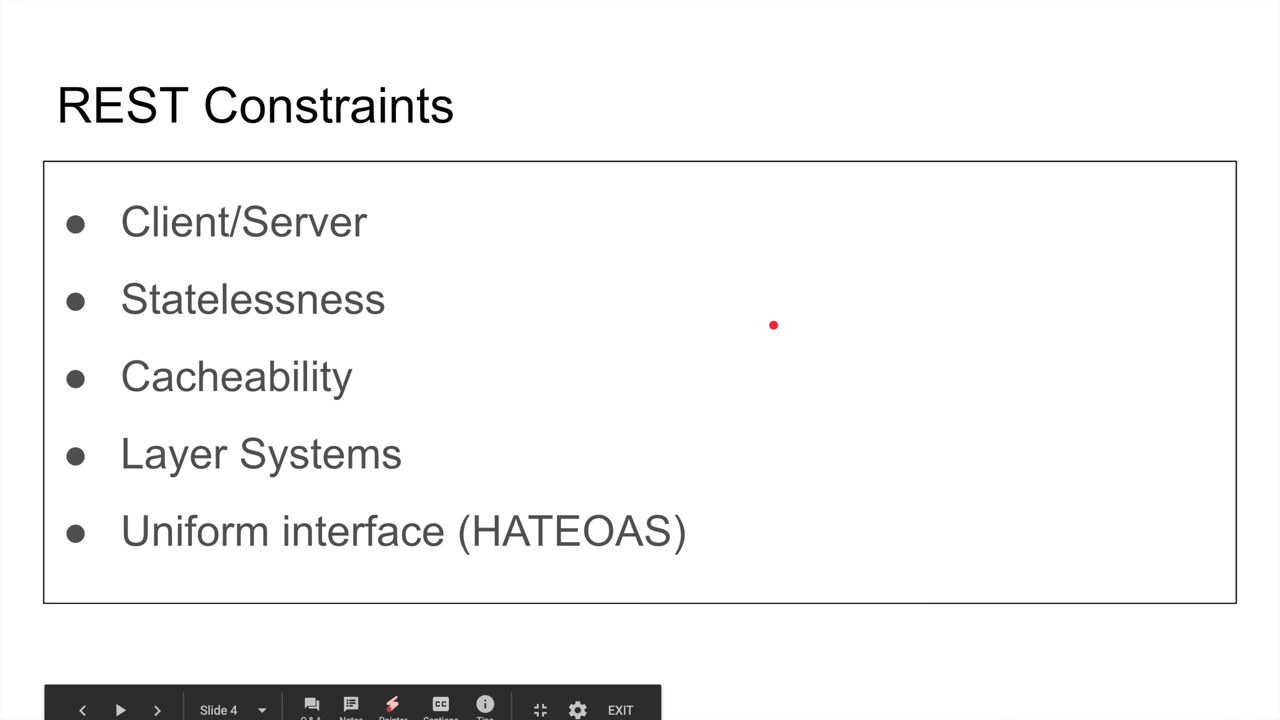 REST Constraints
● Client/Server
● Statelessness
● Cacheability
● Layer Systems
● Uniform interface (HATEOAS)
Slide 4
EXIT